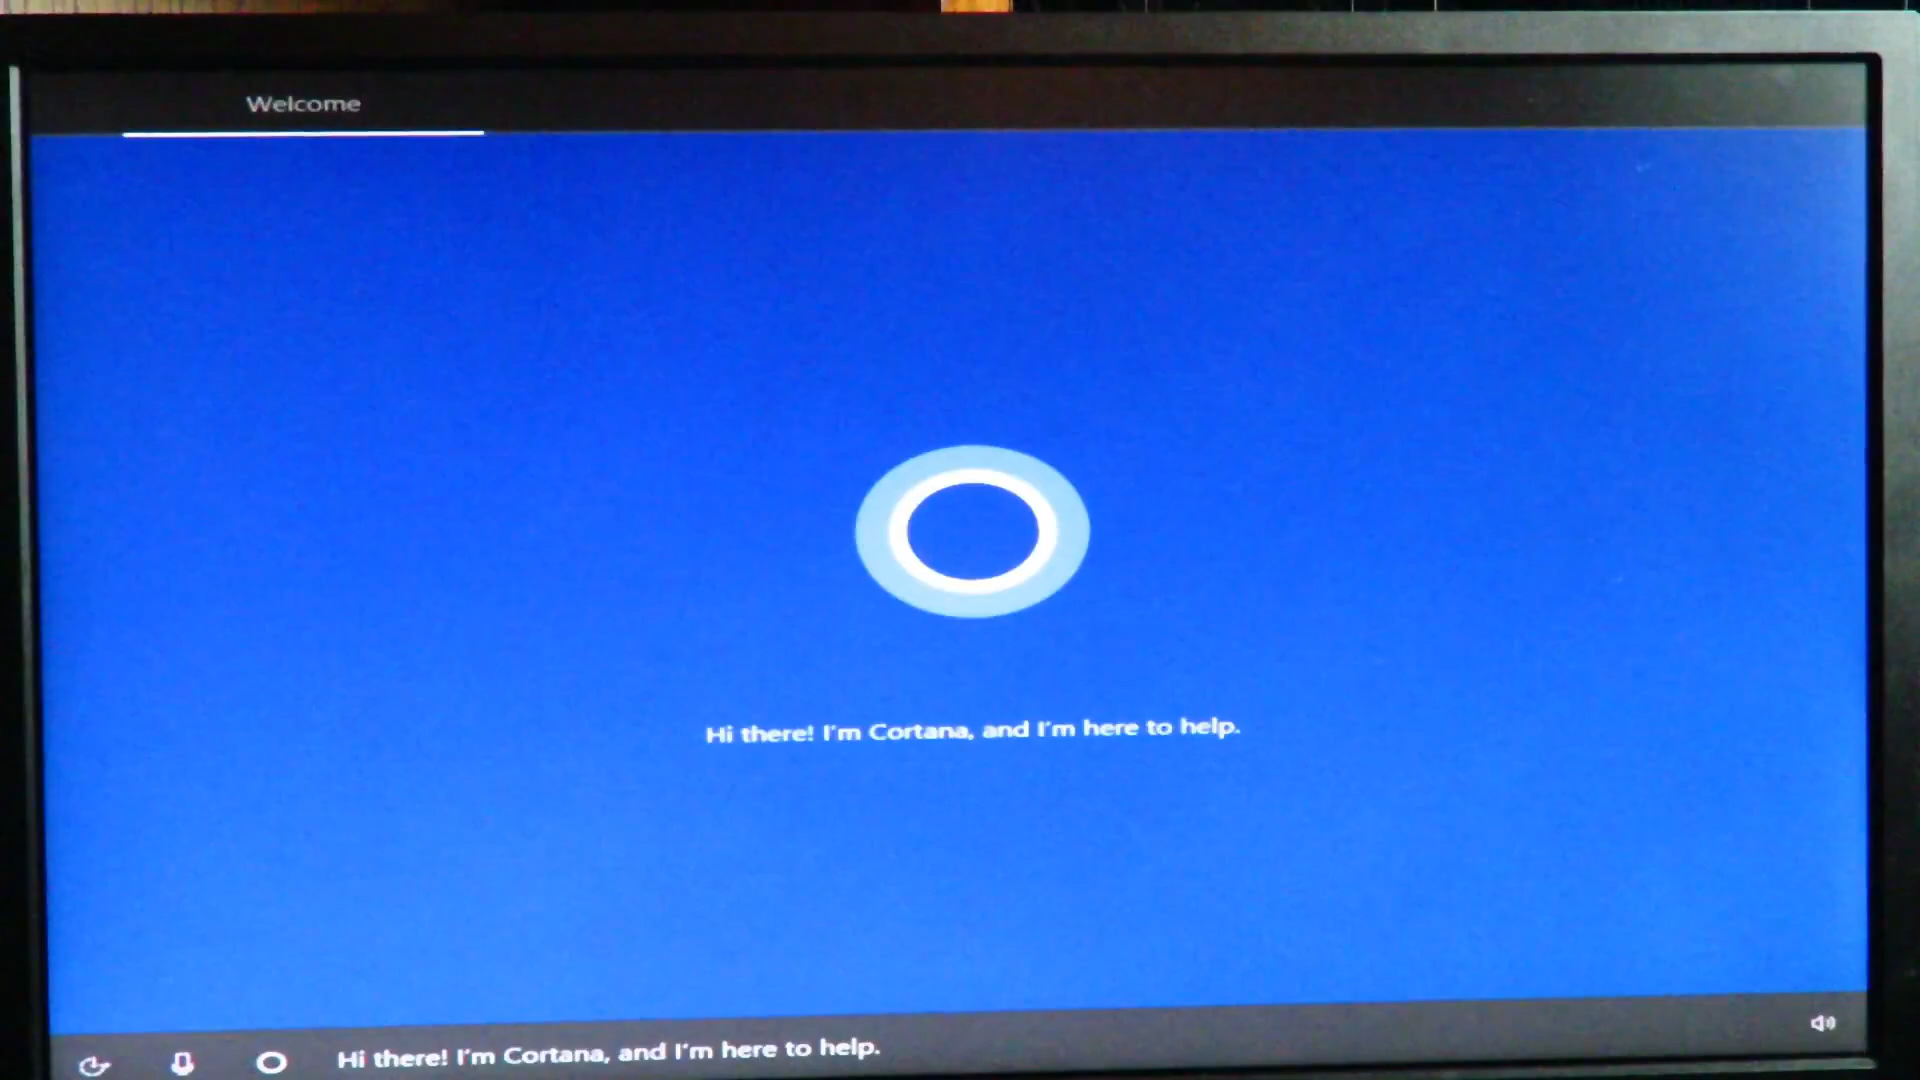 Welcome
Hi there! I'm Cortana, and I'm here to help.
Hi there! I'm Cortana, and I'm here to help.